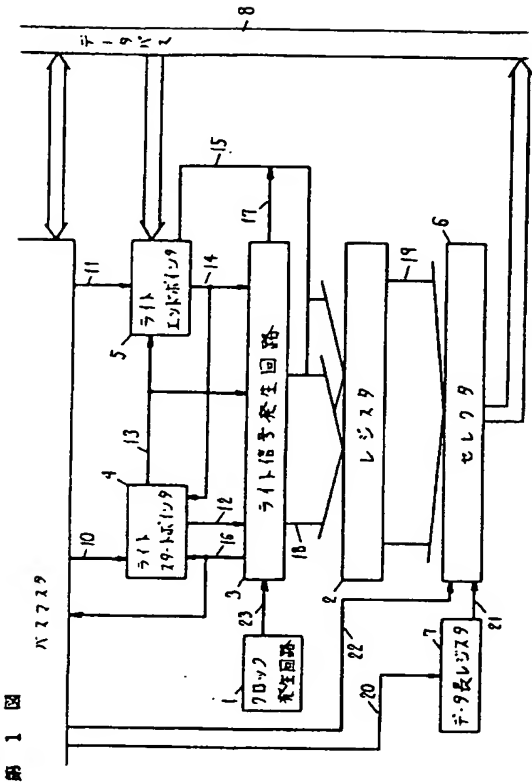 第 1 図
バスマスタ
データバス
8
10
11
4
ライト
スタートポインタ
13
5
ライト
エンドポインタ
14
15
12
16
17
3
ライト信号発生回路
23
1
クロック
発生回路
18
2
レジスタ
22
19
6
セレクタ
20
7
データ長レジスタ
21